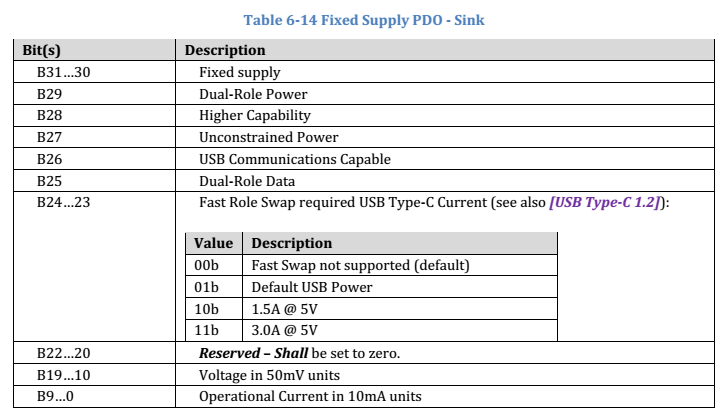 Table 6-14 Fixed Supply PDO - Sink
Bit(s) Description
B31…30 Fixed supply
B29 Dual-Role Power
B28 Higher Capability
B27 Unconstrained Power
B26 USB Communications Capable
B25 Dual-Role Data
B24…23 Fast Role Swap required USB Type-C Current (see also [USB Type-C 1.2]):
Value Description
00b Fast Swap not supported (default)
01b Default USB Power
10b 1.5A @ 5V
11b 3.0A @ 5V
B22…20 Reserved – Shall be set to zero.
B19…10 Voltage in 50mV units
B9…0 Operational Current in 10mA units